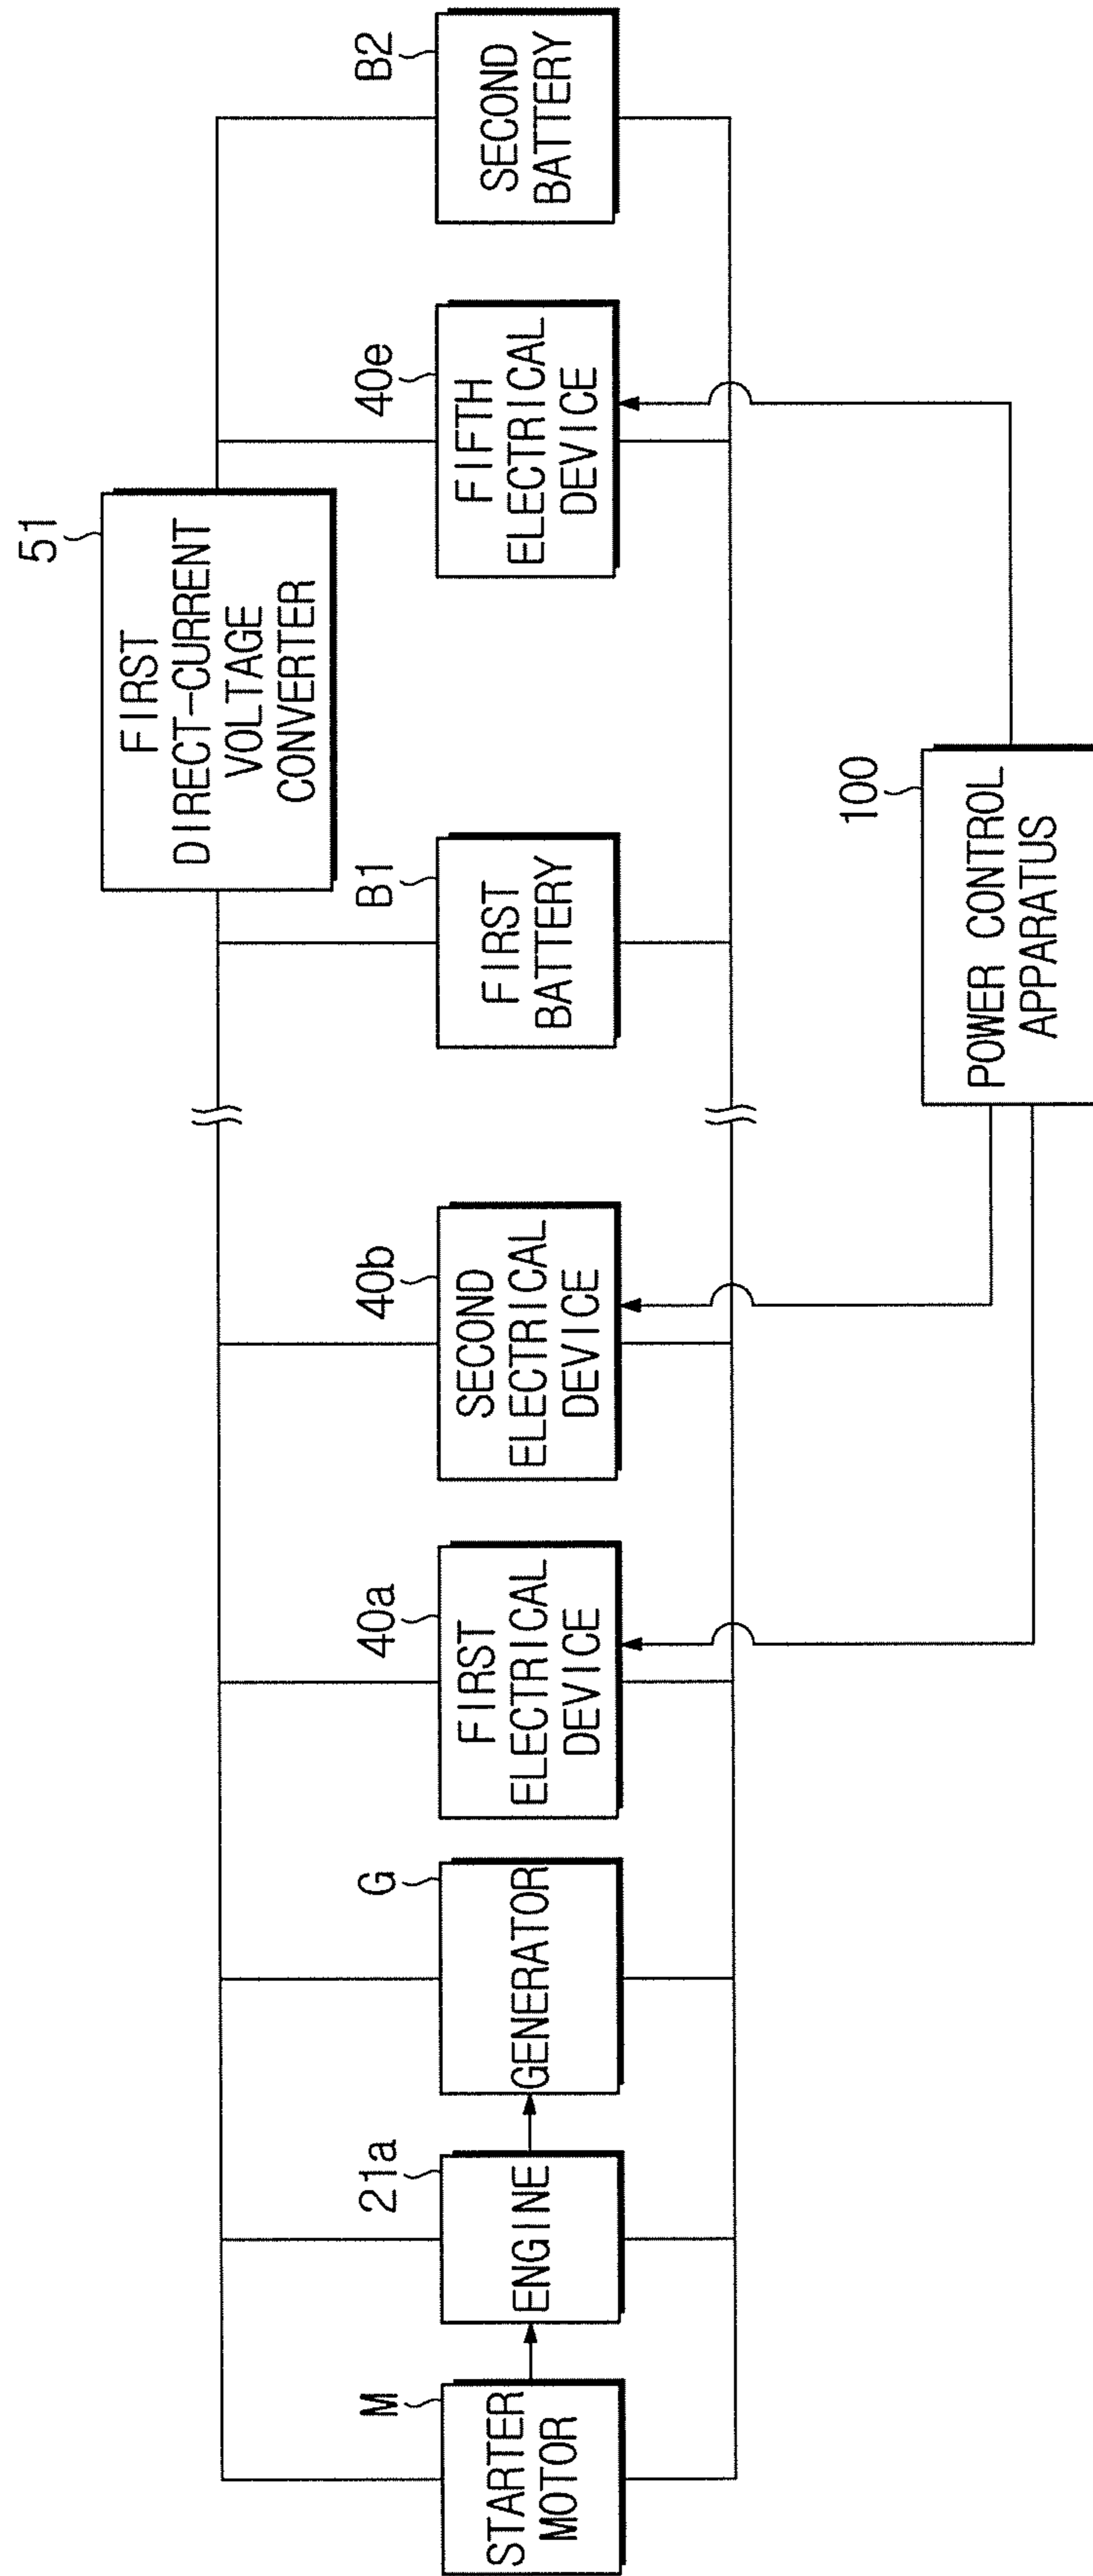 51
FIRST
DIRECT-CURRENT
VOLTAGE
CONVERTER
M
STARTER
MOTOR
21a
ENGINE
G
GENERATOR
40a
FIRST
ELECTRICAL
DEVICE
40b
SECOND
ELECTRICAL
DEVICE
B1
FIRST
BATTERY
40e
FIFTH
ELECTRICAL
DEVICE
B2
SECOND
BATTERY
100
POWER CONTROL
APPARATUS